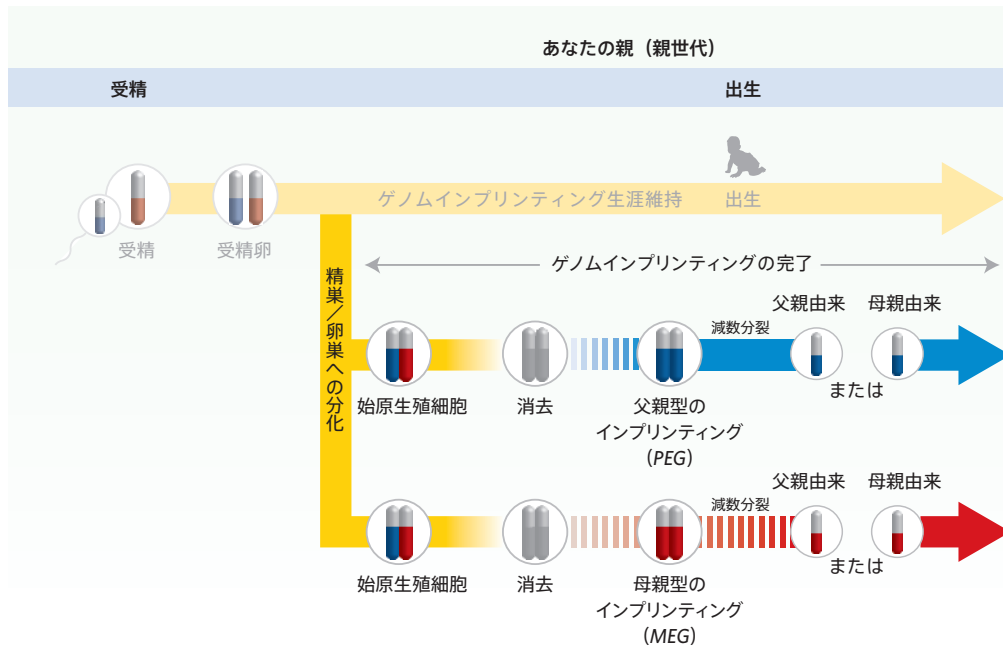 あなたの親（親世代）
受精
出生
ゲノムインプリンティング生涯維持
出生
受精
受精卵
精巣／卵巣への分化
ゲノムインプリンティングの完了
父親由来
母親由来
減数分裂
または
始原生殖細胞
消去
父親型の
インプリンティング
(PEG)
父親由来
母親由来
減数分裂
または
始原生殖細胞
消去
母親型の
インプリンティング
(MEG)